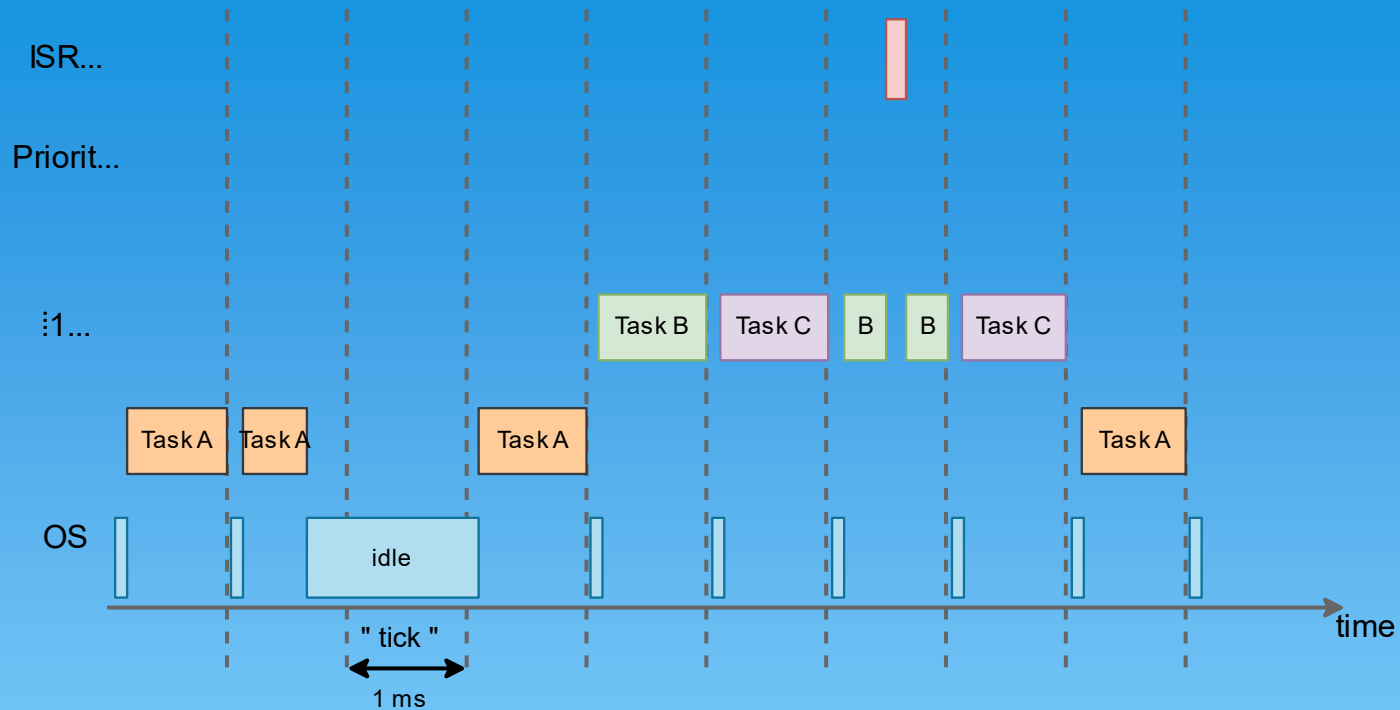 ISR...
Priorit...
⁞1...
Task B
Task C
B
B
Task C
Task A
Task A
Task A
Task A
OS
idle
time
" tick "
1 ms